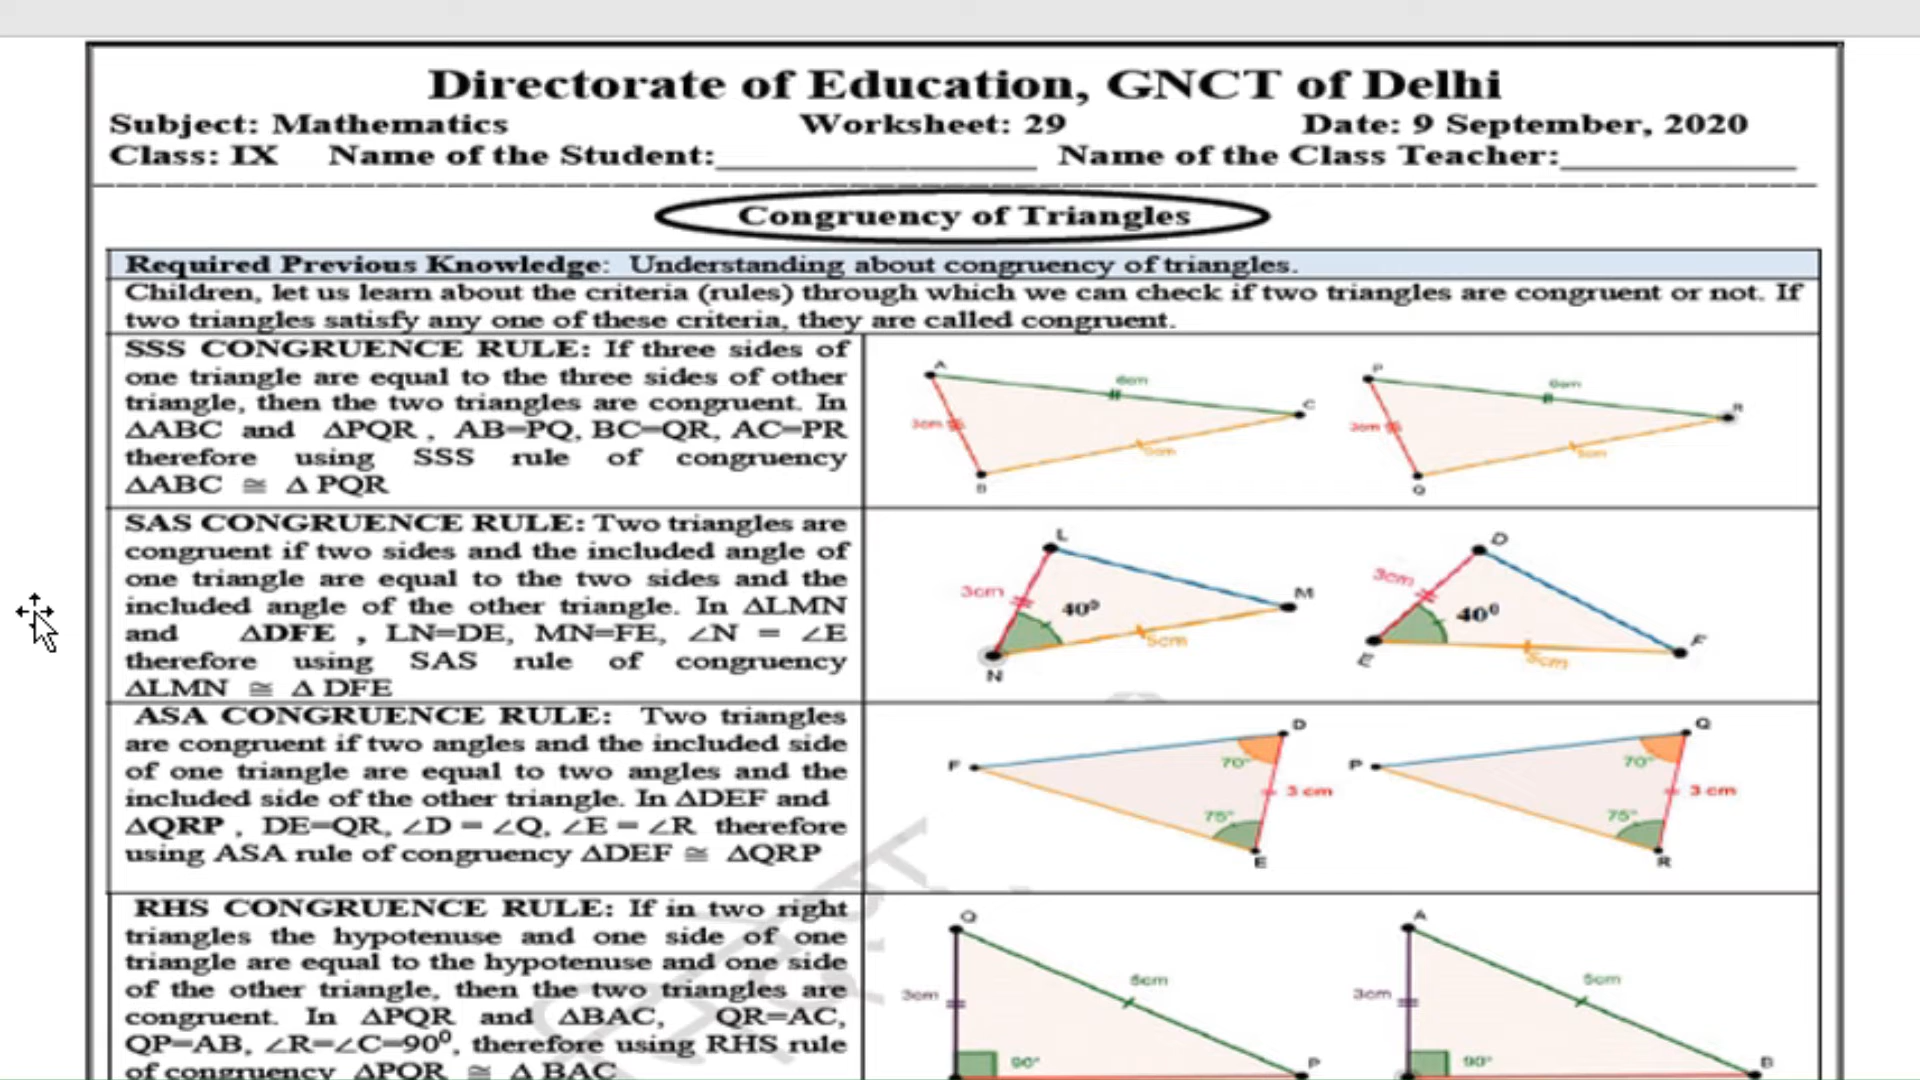 Directorate of Education, GNCT of Delhi
Subject: Mathematics Worksheet: 29 Date: 9 September, 2020
Class: IX Name of the Student:____________________ Name of the Class Teacher:_______________
Congruency of Triangles
Required Previous Knowledge: Understanding about congruency of triangles.
Children, let us learn about the criteria (rules) through which we can check if two triangles are congruent or not. If
two triangles satisfy any one of these criteria, they are called congruent.
SSS CONGRUENCE RULE: If three sides of
one triangle are equal to the three sides of other
triangle, then the two triangles are congruent. In
ΔABC and ΔPQR , AB=PQ, BC=QR, AC=PR
therefore using SSS rule of congruency
ΔABC ≅ Δ PQR
A
C
3cm
B
P
R
3cm
Q
SAS CONGRUENCE RULE: Two triangles are
congruent if two sides and the included angle of
one triangle are equal to the two sides and the
included angle of the other triangle. In ΔLMN
and ΔDFE , LN=DE, MN=FE, ∠N = ∠E
therefore using SAS rule of congruency
ΔLMN ≅ Δ DFE
L
3cm
40⁰
M
5cm
N
D
3cm
40⁰
E
5cm
F
ASA CONGRUENCE RULE: Two triangles
are congruent if two angles and the included side
of one triangle are equal to two angles and the
included side of the other triangle. In ΔDEF and
ΔQRP , DE=QR, ∠D = ∠Q, ∠E = ∠R therefore
using ASA rule of congruency ΔDEF ≅ ΔQRP
D
F
70°
3 cm
75°
E
Q
P
70°
3 cm
75°
R
RHS CONGRUENCE RULE: If in two right
triangles the hypotenuse and one side of one
triangle are equal to the hypotenuse and one side
of the other triangle, then the two triangles are
congruent. In ΔPQR and ΔBAC, QR=AC,
QP=AB, ∠R=∠C=90⁰, therefore using RHS rule
of congruency ΔPQR ≅ Δ BAC
Q
5cm
3cm
90°
P
A
5cm
3cm
90°
B